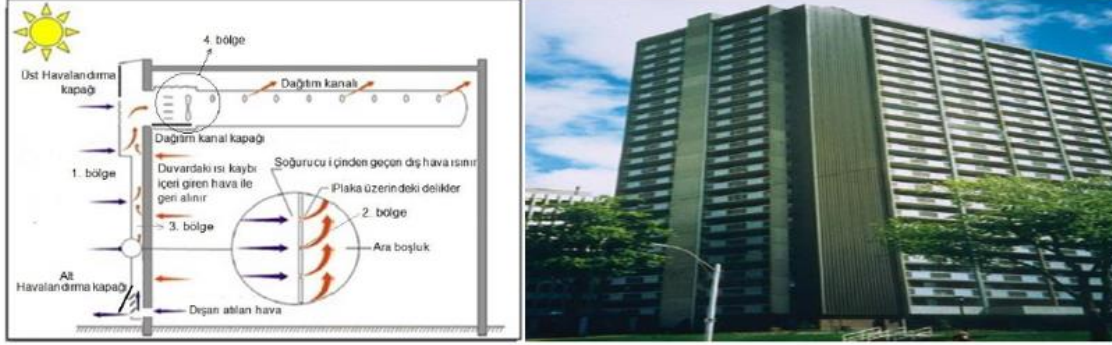 4. bölge
Üst Havalandırma
kapağı
Dağıtım kanalı
Dağıtım kanal kapağı
1. bölge
Duvardaki ısı kaybı
içeri giren hava ile
geri alınır
Soğurucu içinden geçen dış hava ısınır
Plaka üzerindeki delikler
2. bölge
3. bölge
Ara boşluk
Alt
Havalandırma kapağı
Dışarı atılan hava